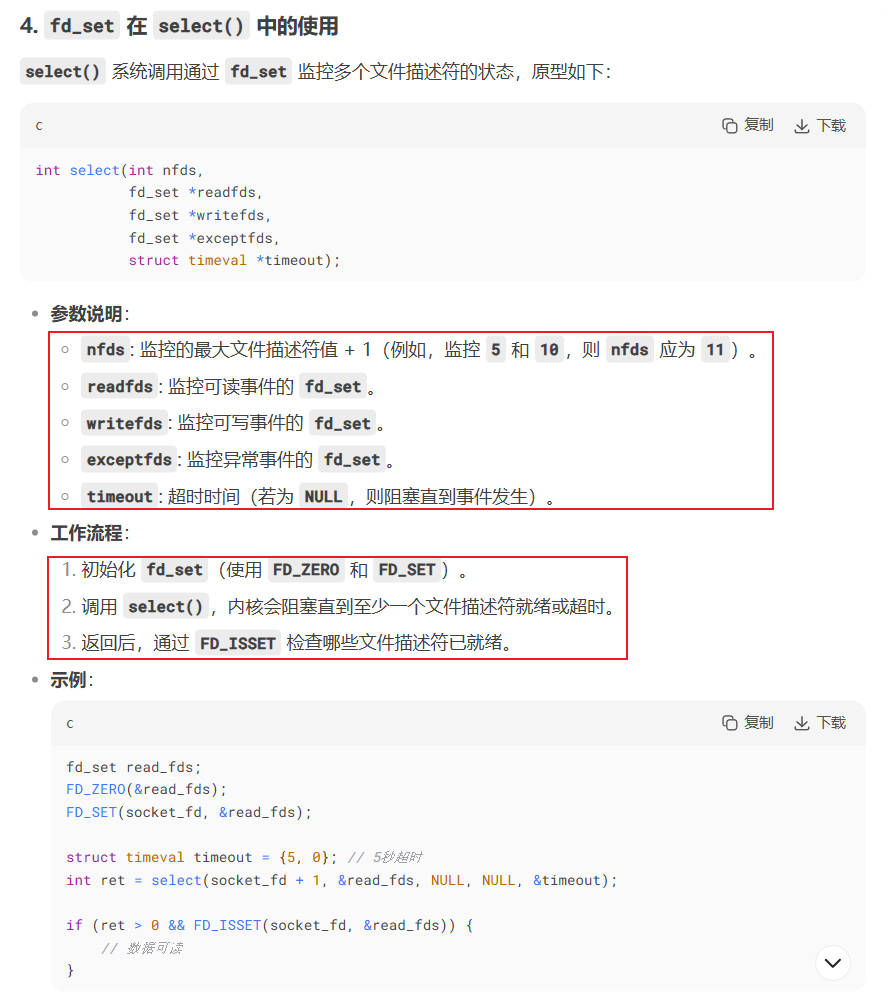 4. fd_set 在 select() 中的使用
select() 系统调用通过 fd_set 监控多个文件描述符的状态，原型如下：
c
复制
下载
int select(int nfds,
fd_set *readfds,
fd_set *writefds,
fd_set *exceptfds,
struct timeval *timeout);
参数说明：
nfds: 监控的最大文件描述符值 + 1（例如，监控 5 和 10，则 nfds 应为 11）。
readfds: 监控可读事件的 fd_set。
writefds: 监控可写事件的 fd_set。
exceptfds: 监控异常事件的 fd_set。
timeout: 超时时间（若为 NULL，则阻塞直到事件发生）。
工作流程：
1. 初始化 fd_set（使用 FD_ZERO 和 FD_SET）。
2. 调用 select()，内核会阻塞直到至少一个文件描述符就绪或超时。
3. 返回后，通过 FD_ISSET 检查哪些文件描述符已就绪。
示例：
c
复制
下载
fd_set read_fds;
FD_ZERO(&read_fds);
FD_SET(socket_fd, &read_fds);
struct timeval timeout = {5, 0}; // 5秒超时
int ret = select(socket_fd + 1, &read_fds, NULL, NULL, &timeout);
if (ret > 0 && FD_ISSET(socket_fd, &read_fds)) {
// 数据可读
}